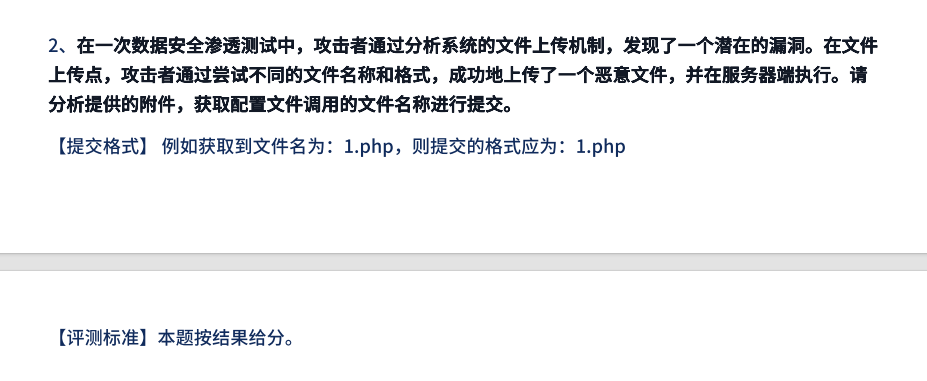 2、在一次数据安全渗透测试中，攻击者通过分析系统的文件上传机制，发现了一个潜在的漏洞。在文件
上传点，攻击者通过尝试不同的文件名称和格式，成功地上传了一个恶意文件，并在服务器端执行。请
分析提供的附件，获取配置文件调用的文件名称进行提交。
【提交格式】 例如获取到文件名为：1.php，则提交的格式应为：1.php
【评测标准】本题按结果给分。